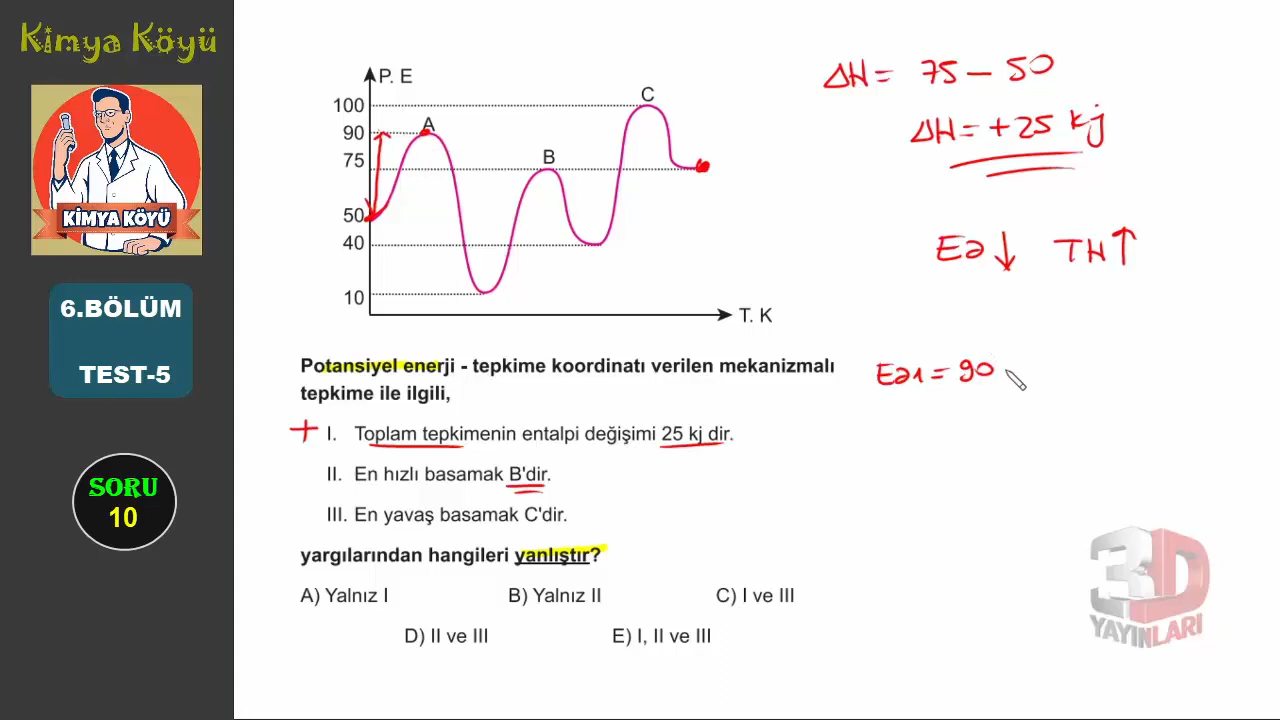 Kimya Köyü
KİMYA KÖYÜ
6.BÖLÜM
TEST-5
SORU
10
P. E
100
90
75
50
40
10
A
B
C
T. K
ΔH = 75 - 50
ΔH = +25 kj
Ea ↓ TH ↑
Ea1 = 90
Potansiyel enerji - tepkime koordinatı verilen mekanizmalı
tepkime ile ilgili,
+ I. Toplam tepkimenin entalpi değişimi 25 kj dir.
II. En hızlı basamak B'dir.
III. En yavaş basamak C'dir.
yargılarından hangileri yanlıştır?
A) Yalnız I B) Yalnız II C) I ve III
D) II ve III E) I, II ve III
3D
YAYINLARI